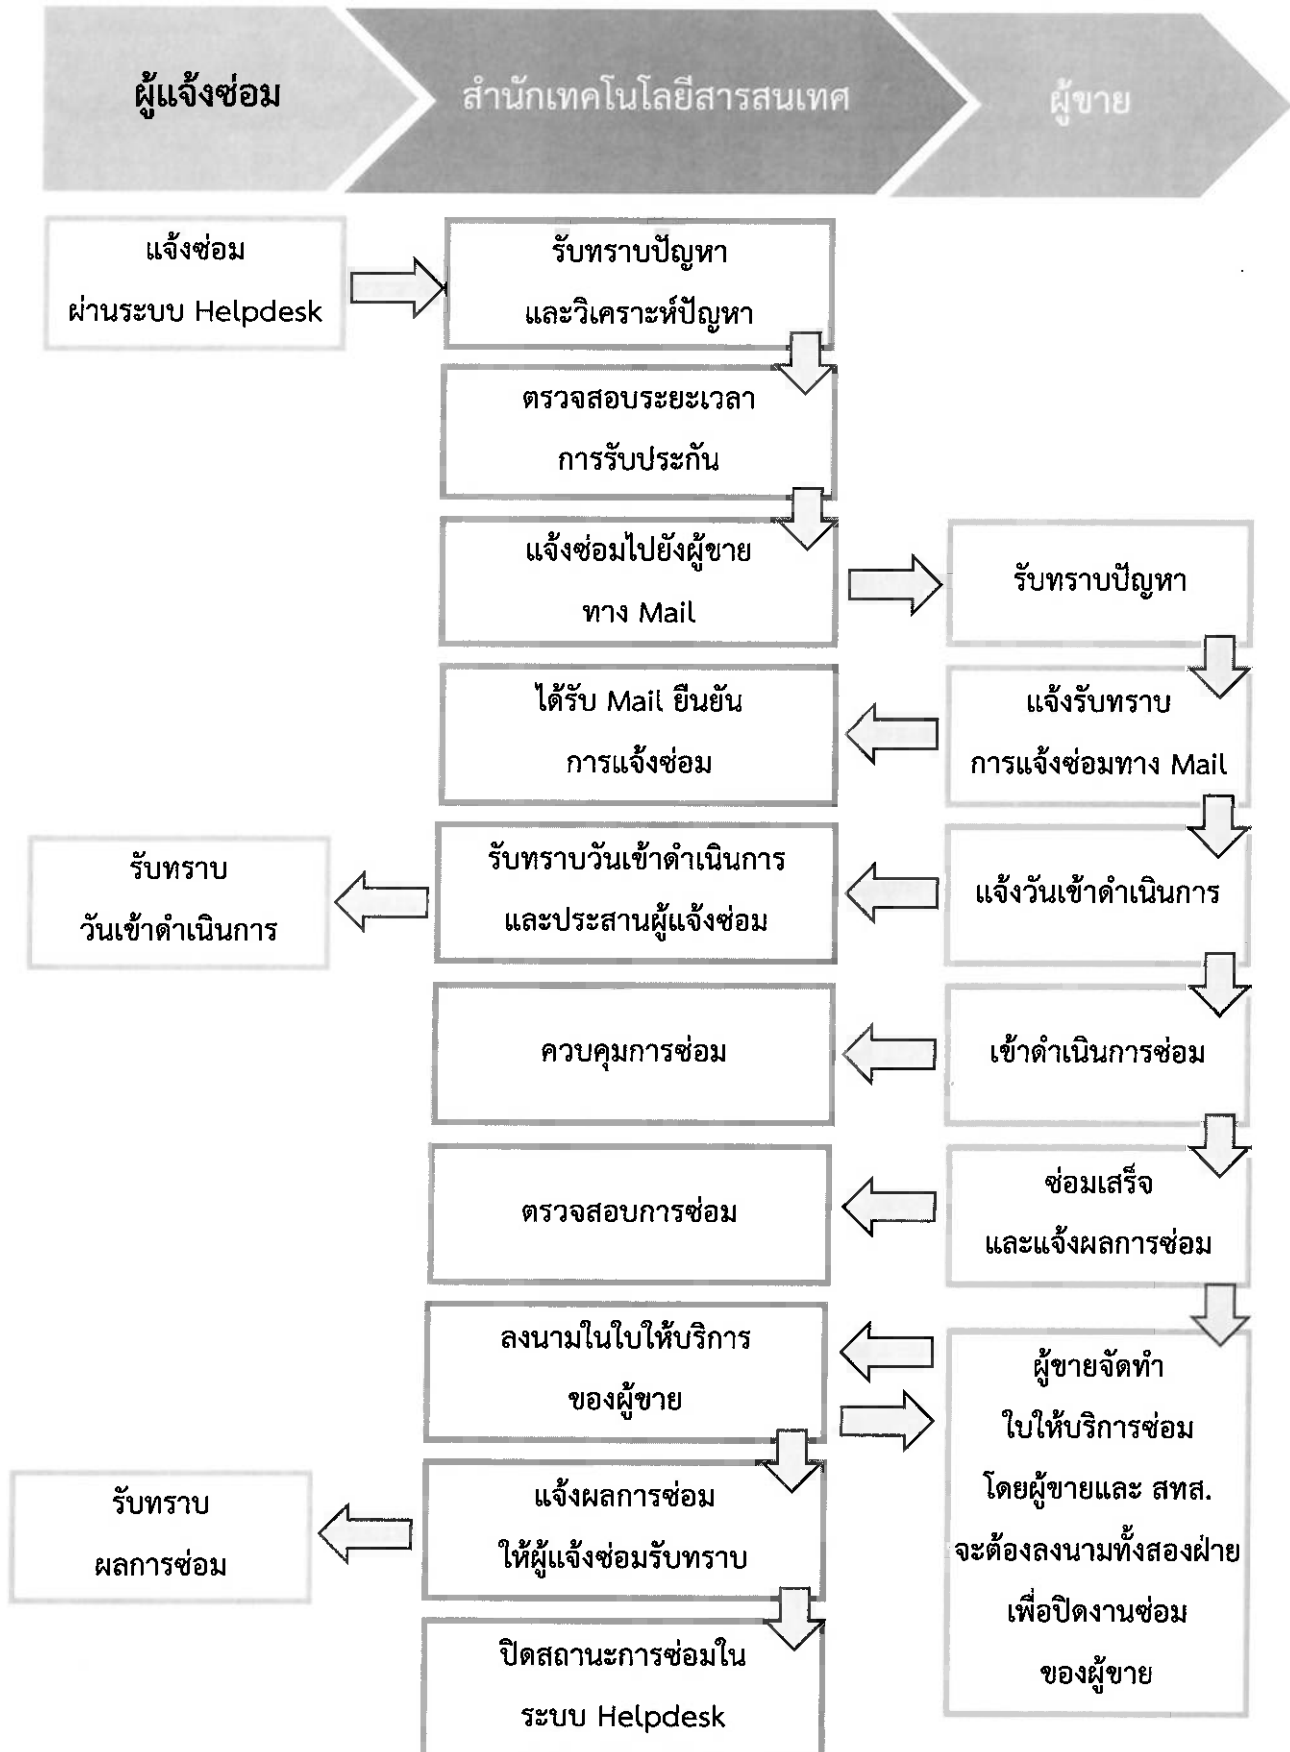 ผู้แจ้งซ่อม
สำนักเทคโนโลยีสารสนเทศ
ผู้ขาย
แจ้งซ่อม
ผ่านระบบ Helpdesk
รับทราบปัญหา
และวิเคราะห์ปัญหา
ตรวจสอบระยะเวลา
การรับประกัน
แจ้งซ่อมไปยังผู้ขาย
ทาง Mail
รับทราบปัญหา
ได้รับ Mail ยืนยัน
การแจ้งซ่อม
แจ้งรับทราบ
การแจ้งซ่อมทาง Mail
รับทราบ
วันเข้าดำเนินการ
รับทราบวันเข้าดำเนินการ
และประสานผู้แจ้งซ่อม
แจ้งวันเข้าดำเนินการ
ควบคุมการซ่อม
เข้าดำเนินการซ่อม
ตรวจสอบการซ่อม
ซ่อมเสร็จ
และแจ้งผลการซ่อม
ลงนามในใบให้บริการ
ของผู้ขาย
ผู้ขายจัดทำ
ใบให้บริการซ่อม
โดยผู้ขายและ สทส.
จะต้องลงนามทั้งสองฝ่าย
เพื่อปิดงานซ่อม
ของผู้ขาย
รับทราบ
ผลการซ่อม
แจ้งผลการซ่อม
ให้ผู้แจ้งซ่อมรับทราบ
ปิดสถานะการซ่อมใน
ระบบ Helpdesk